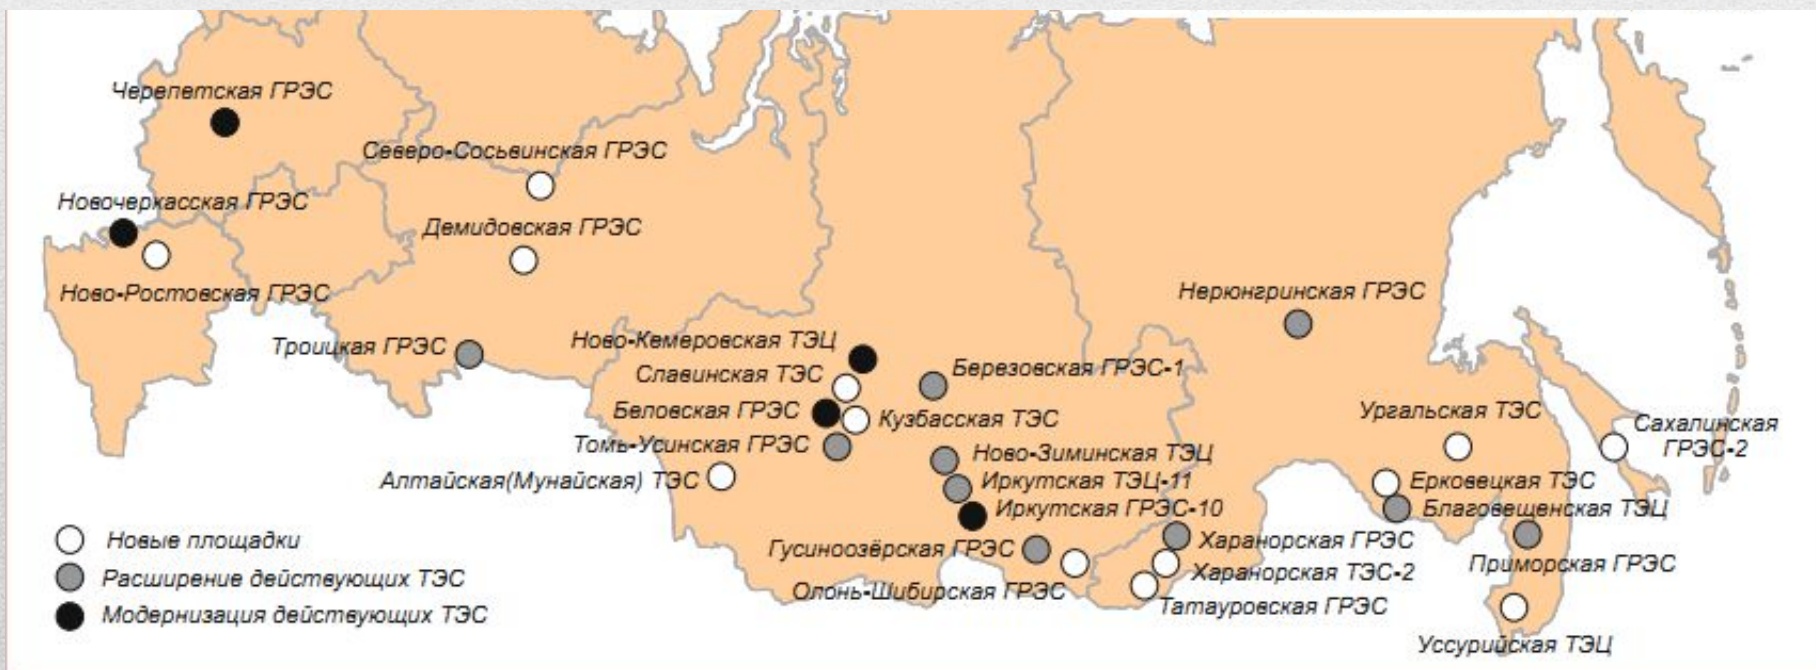 Черепетская ГРЭС
Северо-Сосьвинская ГРЭС
Новочеркасская ГРЭС
Демидовская ГРЭС
Ново-Ростовская ГРЭС
Нерюнгринская ГРЭС
Троицкая ГРЭС
Ново-Кемеровская ТЭЦ
Славинская ТЭС
Березовская ГРЭС-1
Беловская ГРЭС
Кузбасская ТЭС
Ургальская ТЭС
Сахалинская
ГРЭС-2
Томь-Усинская ГРЭС
Ново-Зиминская ТЭЦ
Алтайская(Мунайская) ТЭС
Иркутская ТЭЦ-11
Ерковецкая ТЭС
Иркутская ГРЭС-10
Благовещенская ТЭЦ
Новые площадки
Гусиноозёрская ГРЭС
Харанорская ГРЭС
Приморская ГРЭС
Расширение действующих ТЭС
Харанорская ТЭС-2
Олонь-Шибирская ГРЭС
Татауровская ГРЭС
Модернизация действующих ТЭС
Уссурийская ТЭЦ